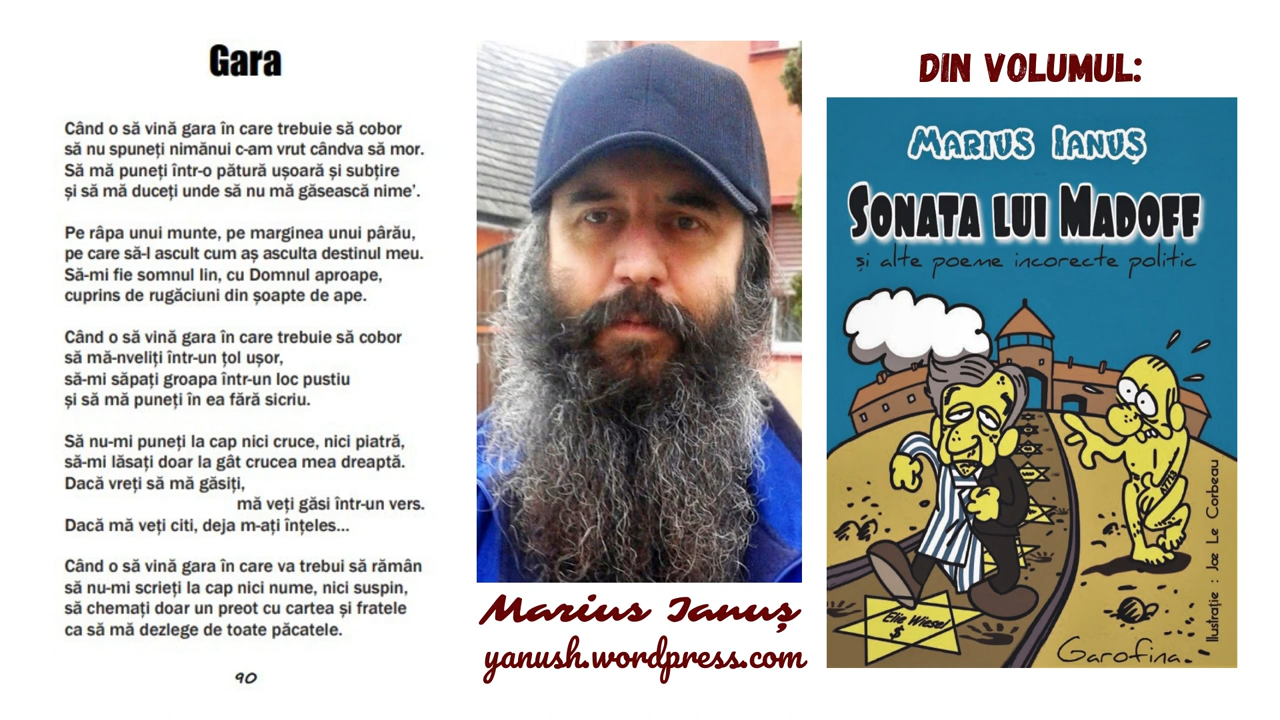 Gara
Când o să vină gara în care trebuie să cobor
să nu spuneți nimănui c-am vrut cândva să mor.
Să mă puneți într-o pătură ușoară și subțire
și să mă duceți unde să nu mă găsească nime’.
Pe râpa unui munte, pe marginea unui pârău,
pe care să-l ascult cum aș asculta destinul meu.
Să-mi fie somnul lin, cu Domnul aproape,
cuprins de rugăciuni din șoapte de ape.
Când o să vină gara în care trebuie să cobor
să mă-nveliți într-un țol ușor,
să-mi săpați groapa într-un loc pustiu
și să mă puneți în ea fără sicriu.
Să nu-mi puneți la cap nici cruce, nici piatră,
să-mi lăsați doar la gât crucea mea dreaptă.
Dacă vreți să mă găsiți,
mă veți găsi într-un vers.
Dacă mă veți citi, deja m-ați înțeles...
Când o să vină gara în care va trebui să rămân
să nu-mi scrieți la cap nici nume, nici suspin,
să chemați doar un preot cu cartea și fratele
ca să mă dezlege de toate păcatele.
90
Marius Ianuș
yanush.wordpress.com
DIN VOLUMUL:
MARIUS IANUȘ
SONATA LUI MADOFF
și alte poeme incorecte politic
Elie Wiesel
$
Ilustrație : Joe Le Corbeau
Garofina.